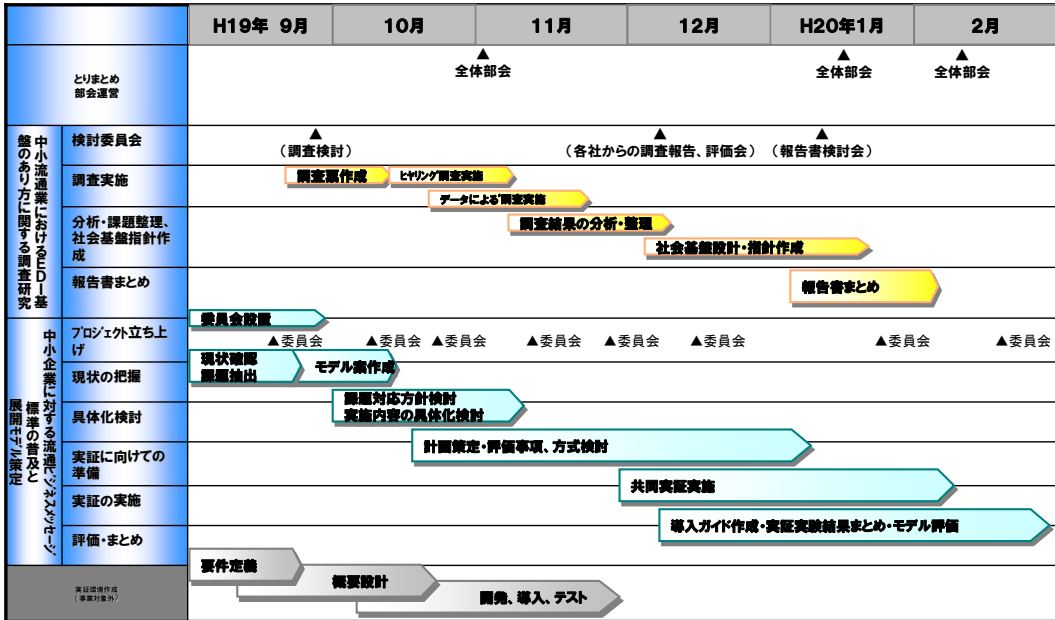 H19年 9月
10月
11月
12月
H20年1月
2月
とりまとめ
部会運営
▲
全体部会
▲
全体部会
▲
全体部会
中小流通業におけるEDI基
盤のあり方に関する調査研究
検討委員会
▲
(調査検討)
▲
(各社からの調査報告、評価会)
▲
(報告書検討会)
調査実施
調査票作成
ヒヤリング調査実施
データによる調査実施
分析・課題整理、
社会基盤指針作
成
調査結果の分析・整理
社会基盤設計・指針作成
報告書まとめ
報告書まとめ
中小企業に対する流通ビジネスメッセージ
標準の普及と
展開モデル策定
委員会設置
プロジェクト立ち上
げ
▲委員会
▲委員会
▲委員会
▲委員会
▲委員会
▲委員会
▲委員会
▲委員会
現状の把握
現状確認
課題抽出
モデル案作成
具体化検討
課題対応方針検討
実施内容の具体化検討
実証に向けての
準備
計画策定・評価事項、方式検討
実証の実施
共同実証実施
評価・まとめ
導入ガイド作成・実証実験結果まとめ・モデル評価
実証環境作成
(事業対象外)
要件定義
概要設計
開発、導入、テスト